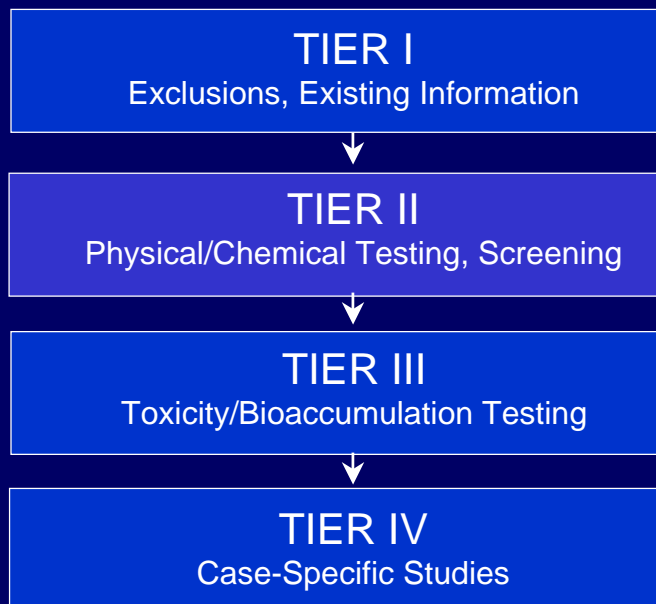 TIER I
Exclusions, Existing Information
TIER II
Physical/Chemical Testing, Screening
TIER III
Toxicity/Bioaccumulation Testing
TIER IV
Case-Specific Studies